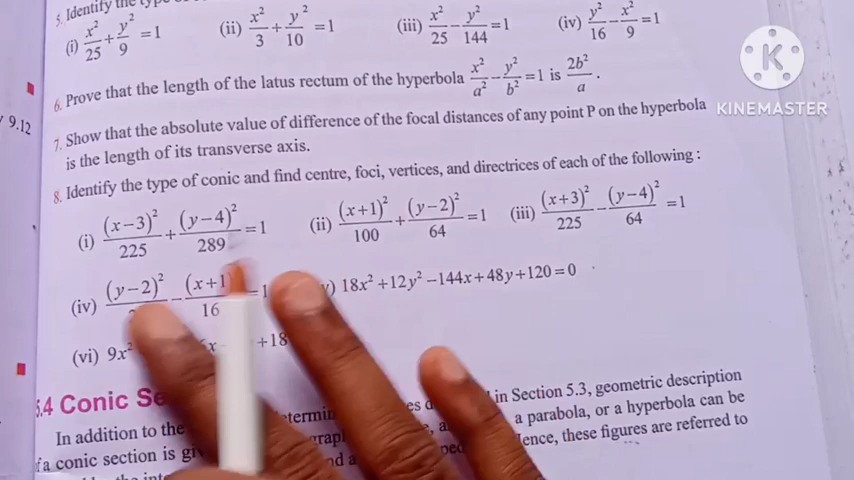 5. Identify the type of
(i) x²/25 + y²/9 = 1 (ii) x²/3 + y²/10 = 1 (iii) x²/25 − y²/144 = 1 (iv) y²/16 − x²/9 = 1
6. Prove that the length of the latus rectum of the hyperbola x²/a² − y²/b² = 1 is 2b²/a .
9.12
7. Show that the absolute value of difference of the focal distances of any point P on the hyperbola
is the length of its transverse axis.
8. Identify the type of conic and find centre, foci, vertices, and directrices of each of the following :
(i) (x−3)²/225 + (y−4)²/289 = 1 (ii) (x+1)²/100 + (y−2)²/64 = 1 (iii) (x+3)²/225 − (y−4)²/64 = 1
(iv) (y−2)² − (x+1)/16 = 1 18x² + 12y² − 144x + 48y + 120 = 0
(vi) 9x² +18
5.4 Conic
in Section 5.3, geometric description
In addition to the a parabola, or a hyperbola can be
conic section is these figures are referred to
K
KINEMASTER